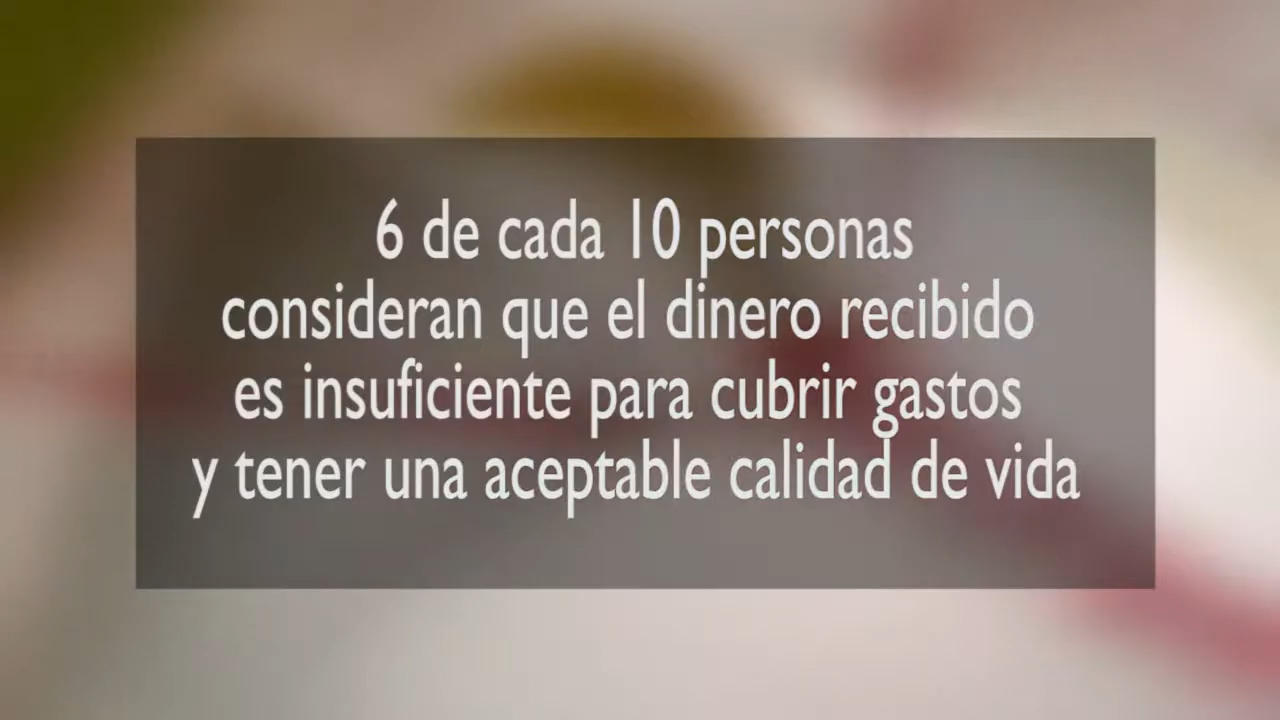 6 de cada 10 personas
consideran que el dinero recibido
es insuficiente para cubrir gastos
y tener una aceptable calidad de vida